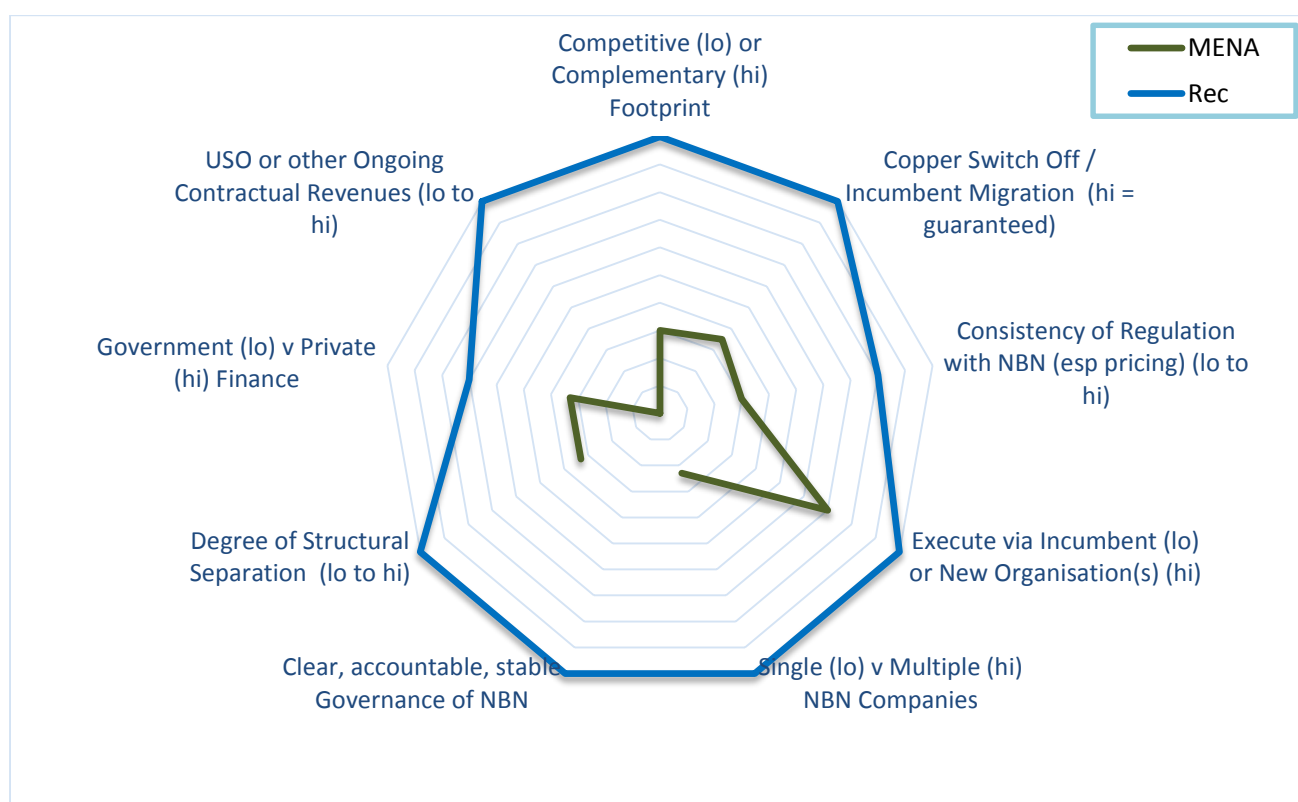 Competitive (lo) or
Complementary (hi)
Footprint
MENA
Rec
USO or other Ongoing
Contractual Revenues (lo to
hi)
Copper Switch Off /
Incumbent Migration (hi =
guaranteed)
Government (lo) v Private
(hi) Finance
Consistency of Regulation
with NBN (esp pricing) (lo to
hi)
Degree of Structural
Separation (lo to hi)
Execute via Incumbent (lo)
or New Organisation(s) (hi)
Clear, accountable, stable
Governance of NBN
Single (lo) v Multiple (hi)
NBN Companies